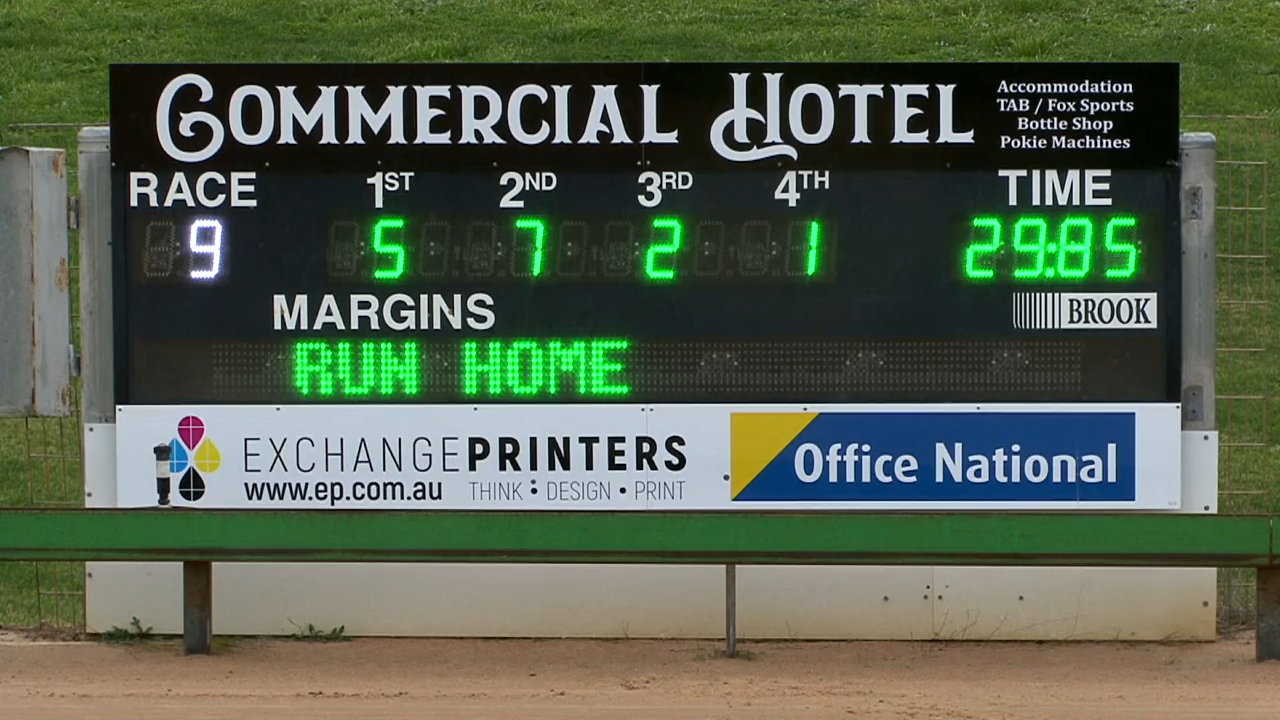 COMMERCIAL HOTEL
Accommodation
TAB / Fox Sports
Bottle Shop
Pokie Machines
RACE 1ST 2ND 3RD 4TH TIME
9 5 7 2 1 29:85
MARGINS
BROOK
RUN HOME
EXCHANGEPRINTERS
www.ep.com.au THINK • DESIGN • PRINT
Office National